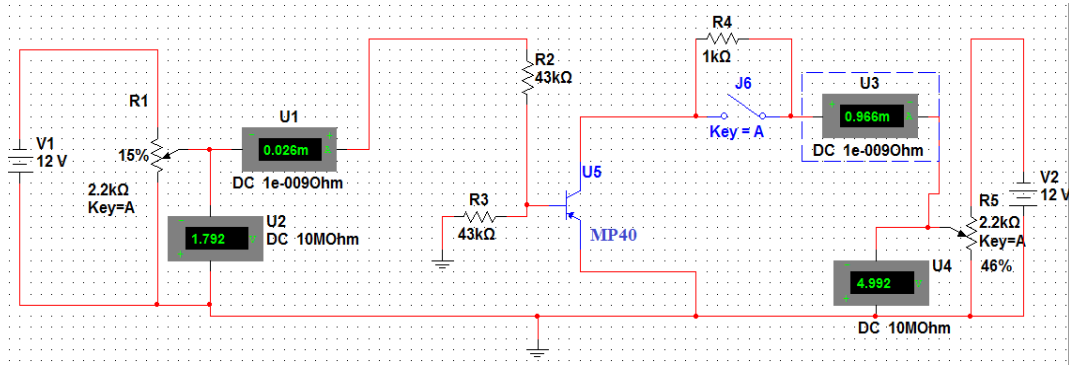 R4
1kΩ
R2
43kΩ
J6
Key = A
U3
0.966m
A
DC 1e-009Ohm
R1
U1
0.026m
A
DC 1e-009Ohm
V1
12 V
15%
2.2kΩ
Key=A
U2
DC 10MOhm
1.792
V
R3
43kΩ
U5
MP40
V2
12 V
R5
2.2kΩ
Key=A
46%
U4
4.992
V
DC 10MOhm